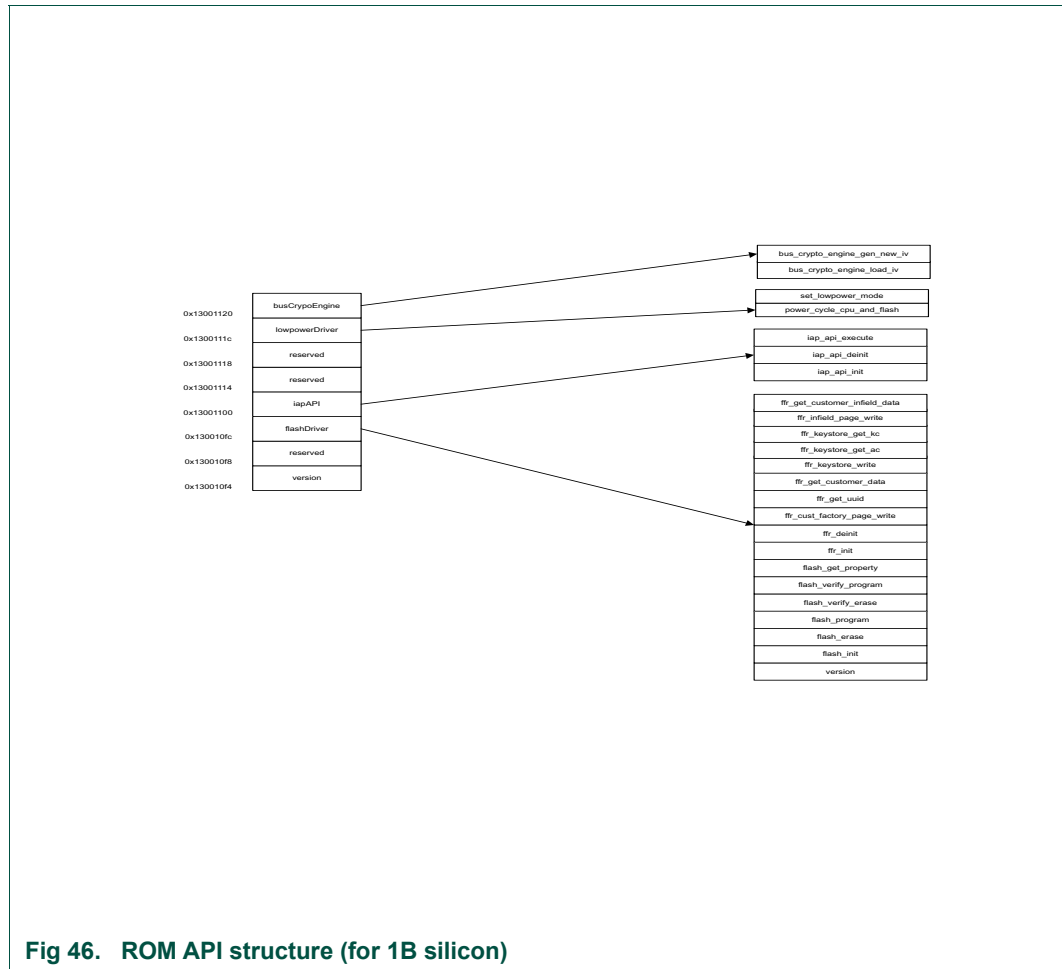 bus_crypto_engine_gen_new_iv
bus_crypto_engine_load_iv
set_lowpower_mode
power_cycle_cpu_and_flash
busCrypoEngine
0x13001120
lowpowerDriver
0x1300111c
reserved
0x13001118
reserved
0x13001114
iapAPI
0x13001100
flashDriver
0x130010fc
reserved
0x130010f8
version
0x130010f4
iap_api_execute
iap_api_deinit
iap_api_init
ffr_get_customer_infield_data
ffr_infield_page_write
ffr_keystore_get_kc
ffr_keystore_get_ac
ffr_keystore_write
ffr_get_customer_data
ffr_get_uuid
ffr_cust_factory_page_write
ffr_deinit
ffr_init
flash_get_property
flash_verify_program
flash_verify_erase
flash_program
flash_erase
flash_init
version
Fig 46. ROM API structure (for 1B silicon)